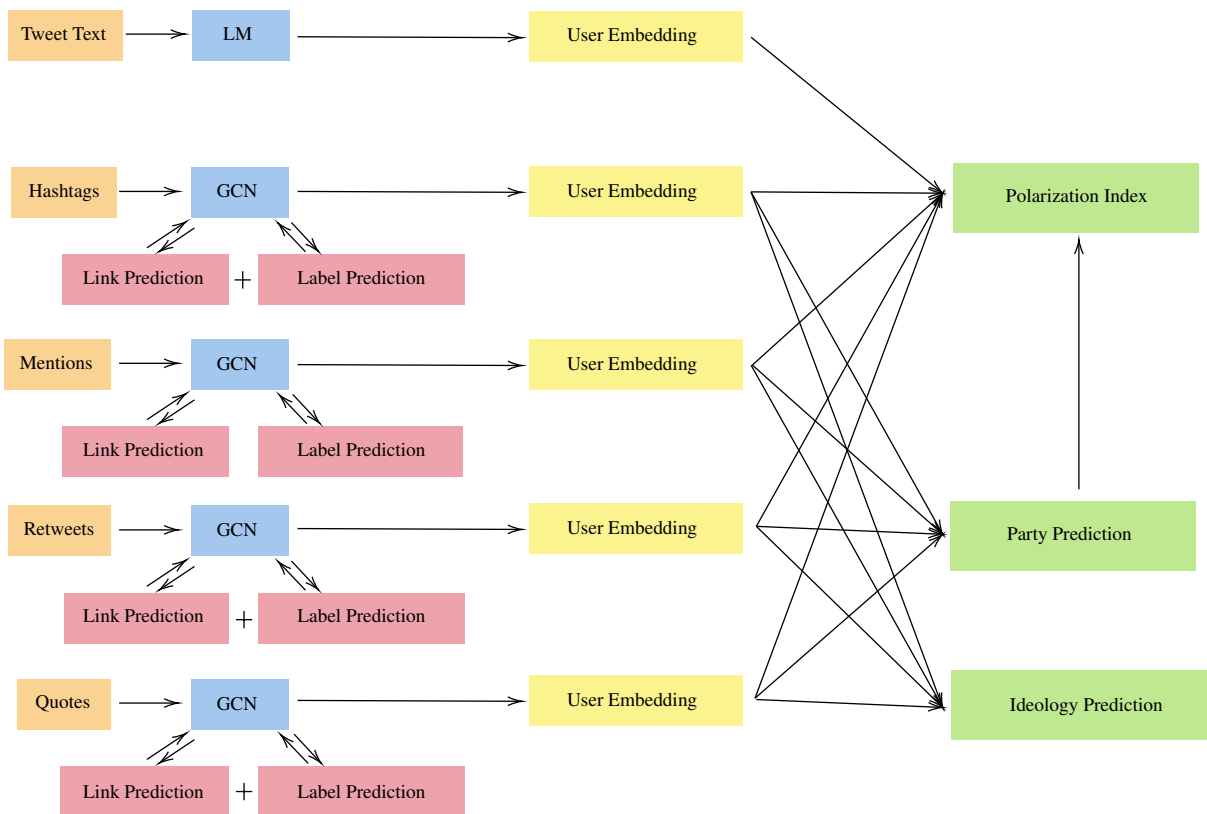 Tweet Text
LM
User Embedding
Hashtags
GCN
User Embedding
Polarization Index
Link Prediction
+
Label Prediction
Mentions
GCN
User Embedding
Link Prediction
Label Prediction
Retweets
GCN
User Embedding
Party Prediction
Link Prediction
+
Label Prediction
Quotes
GCN
User Embedding
Ideology Prediction
Link Prediction
+
Label Prediction